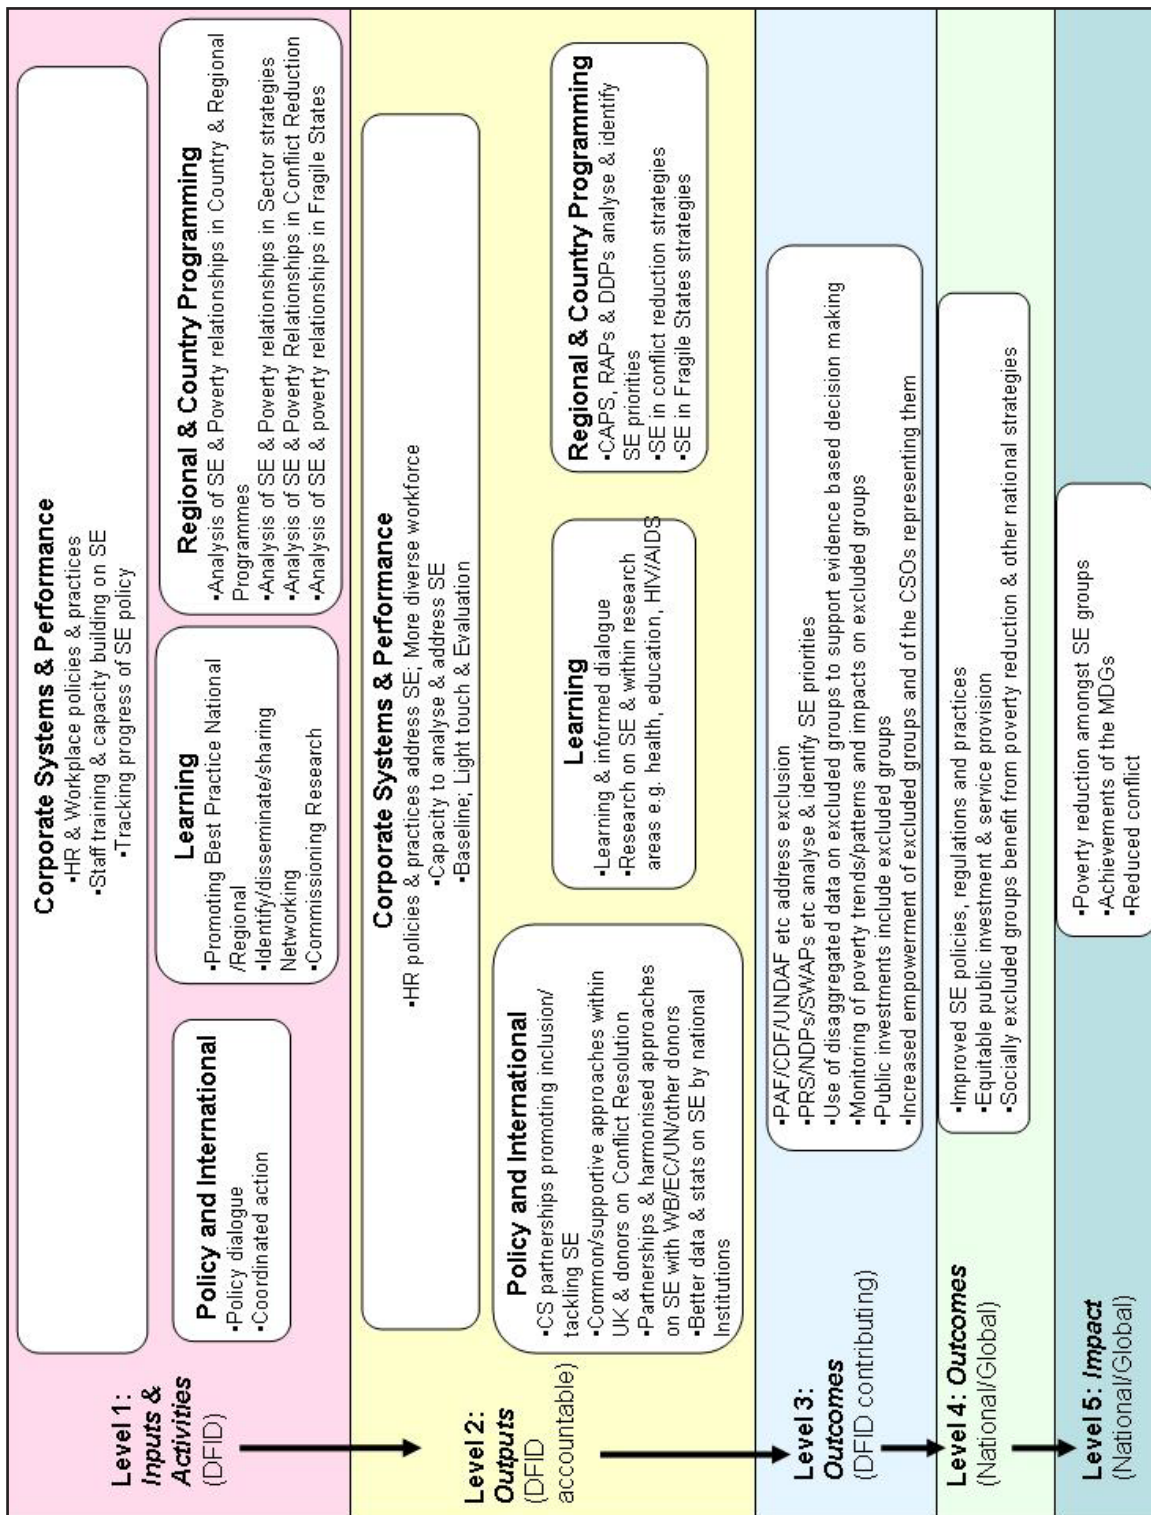 Level 1:
Inputs &
Activities
(DFID)
Corporate Systems & Performance
▪HR & Workplace policies & practices
▪Staff training & capacity building on SE
▪Tracking progress of SE policy
Policy and International
▪Policy dialogue
▪Coordinated action
Learning
▪Promoting Best Practice National
/Regional
▪Identify/disseminate/sharing
Networking
▪Commissioning Research
Regional & Country Programming
▪Analysis of SE & Poverty relationships in Country & Regional
Programmes
▪Analysis of SE & Poverty relationships in Sector strategies
▪Analysis of SE & Poverty Relationships in Conflict Reduction
▪Analysis of SE & poverty relationships in Fragile States
Level 2:
Outputs
(DFID
accountable)
Corporate Systems & Performance
▪HR policies & practices address SE; More diverse workforce
▪Capacity to analyse & address SE
▪Baseline; Light touch & Evaluation
Policy and International
▪CS partnerships promoting inclusion/
tackling SE
▪Common/supportive approaches within
UK & donors on Conflict Resolution
▪Partnerships & harmonised approaches
on SE with WB/EC/UN/other donors
▪Better data & stats on SE by national
Institutions
Learning
▪Learning & informed dialogue
▪Research on SE & within research
areas e.g. health, education, HIV/AIDS
Regional & Country Programming
▪CAPS, RAPs & DDPs analyse & identify
SE priorities
▪SE in conflict reduction strategies
▪SE in Fragile States strategies
Level 3:
Outcomes
(DFID contributing)
▪PAF/CDF/UNDAF etc address exclusion
▪PRS/NDPs/SWAPs etc analyse & identify SE priorities
▪Use of disaggregated data on excluded groups to support evidence based decision making
▪Monitoring of poverty trends/patterns and impacts on excluded groups
▪Public investments include excluded groups
▪Increased empowerment of excluded groups and of the CSOs representing them
Level 4: Outcomes
(National/Global)
▪Improved SE policies, regulations and practices
▪Equitable public investment & service provision
▪Socially excluded groups benefit from poverty reduction & other national strategies
Level 5: Impact
(National/Global)
▪Poverty reduction amongst SE groups
▪Achievements of the MDGs
▪Reduced conflict